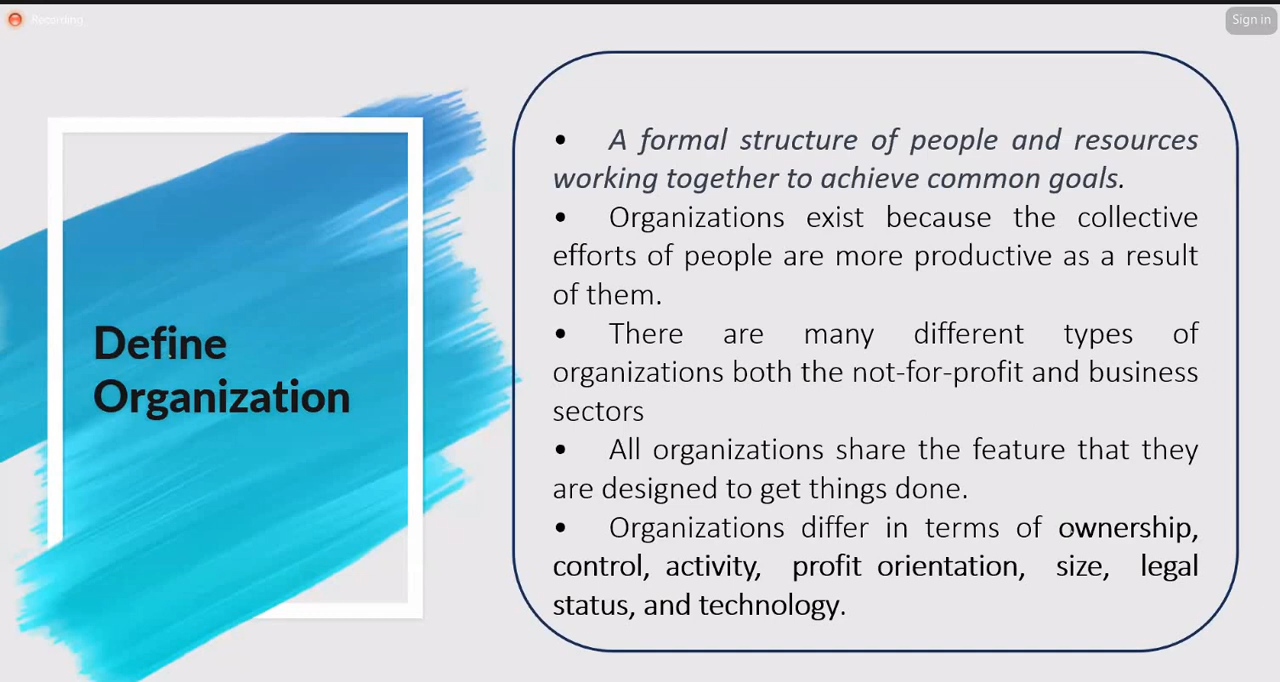 Recording
Sign in
Define
Organization
• A formal structure of people and resources
working together to achieve common goals.
• Organizations exist because the collective
efforts of people are more productive as a result
of them.
• There are many different types of
organizations both the not-for-profit and business
sectors
• All organizations share the feature that they
are designed to get things done.
• Organizations differ in terms of ownership,
control, activity, profit orientation, size, legal
status, and technology.